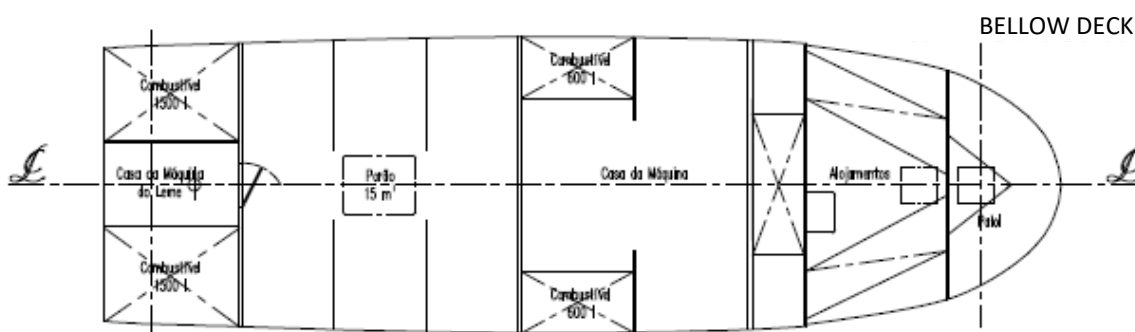 BELLOW DECK
Combustível
1500 l
Combustível
600 l
Casa da Máquina
do Leme
Porão
15 m³
Casa da Máquina
Alojamentos
Paiol
Combustível
1500 l
Combustível
600 l